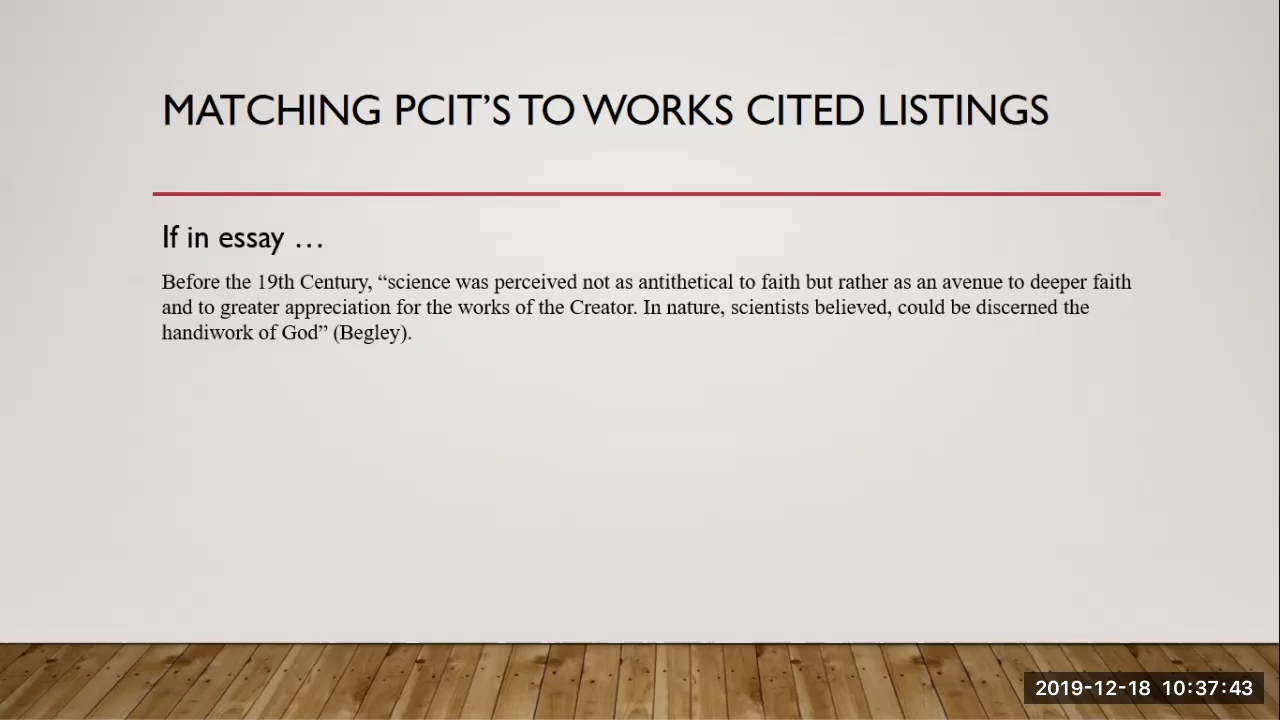 MATCHING PCIT’S TO WORKS CITED LISTINGS
If in essay …
Before the 19th Century, “science was perceived not as antithetical to faith but rather as an avenue to deeper faith
and to greater appreciation for the works of the Creator. In nature, scientists believed, could be discerned the
handiwork of God” (Begley).
2019-12-18 10:37:43